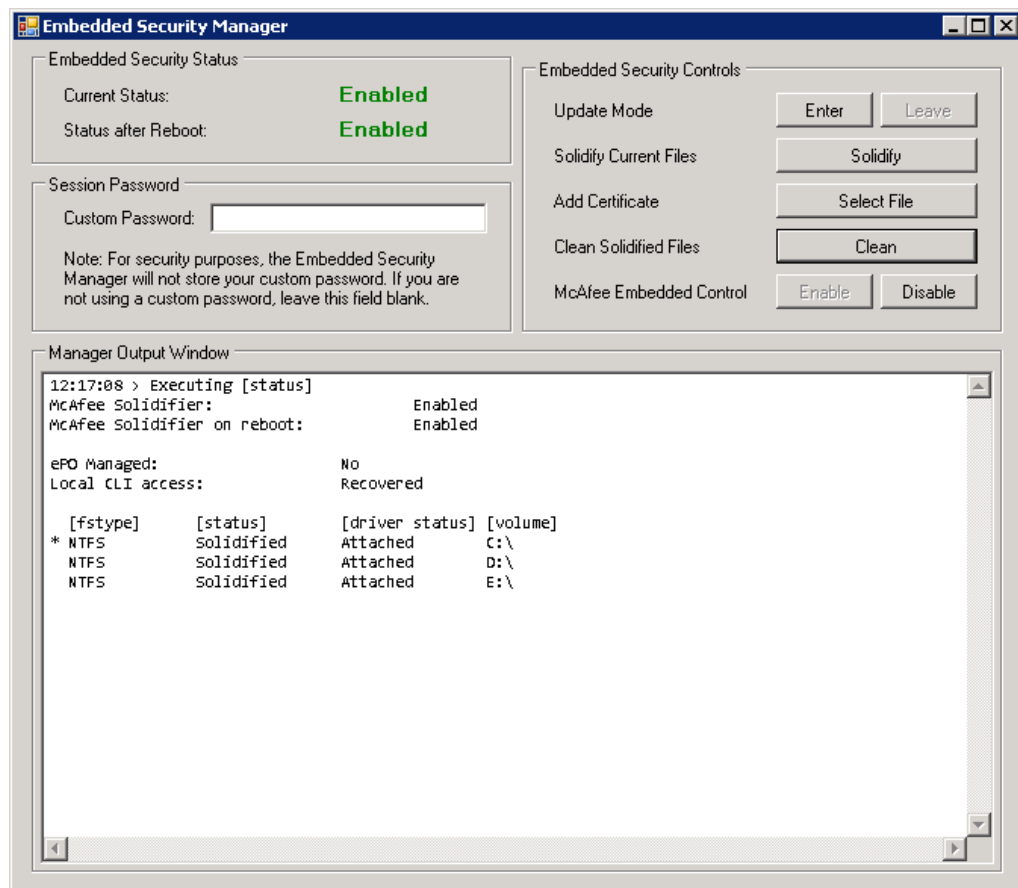 Embedded Security Manager
Embedded Security Status
Current Status: Enabled
Status after Reboot: Enabled
Session Password
Custom Password:
Note: For security purposes, the Embedded Security
Manager will not store your custom password. If you are
not using a custom password, leave this field blank.
Embedded Security Controls
Update Mode Enter Leave
Solidify Current Files Solidify
Add Certificate Select File
Clean Solidified Files Clean
McAfee Embedded Control Enable Disable
Manager Output Window
12:17:08 > Executing [status]
McAfee Solidifier: Enabled
McAfee Solidifier on reboot: Enabled
ePO Managed: No
Local CLI access: Recovered
[fstype] [status] [driver status] [volume]
* NTFS Solidified Attached C:\
NTFS Solidified Attached D:\
NTFS Solidified Attached E:\